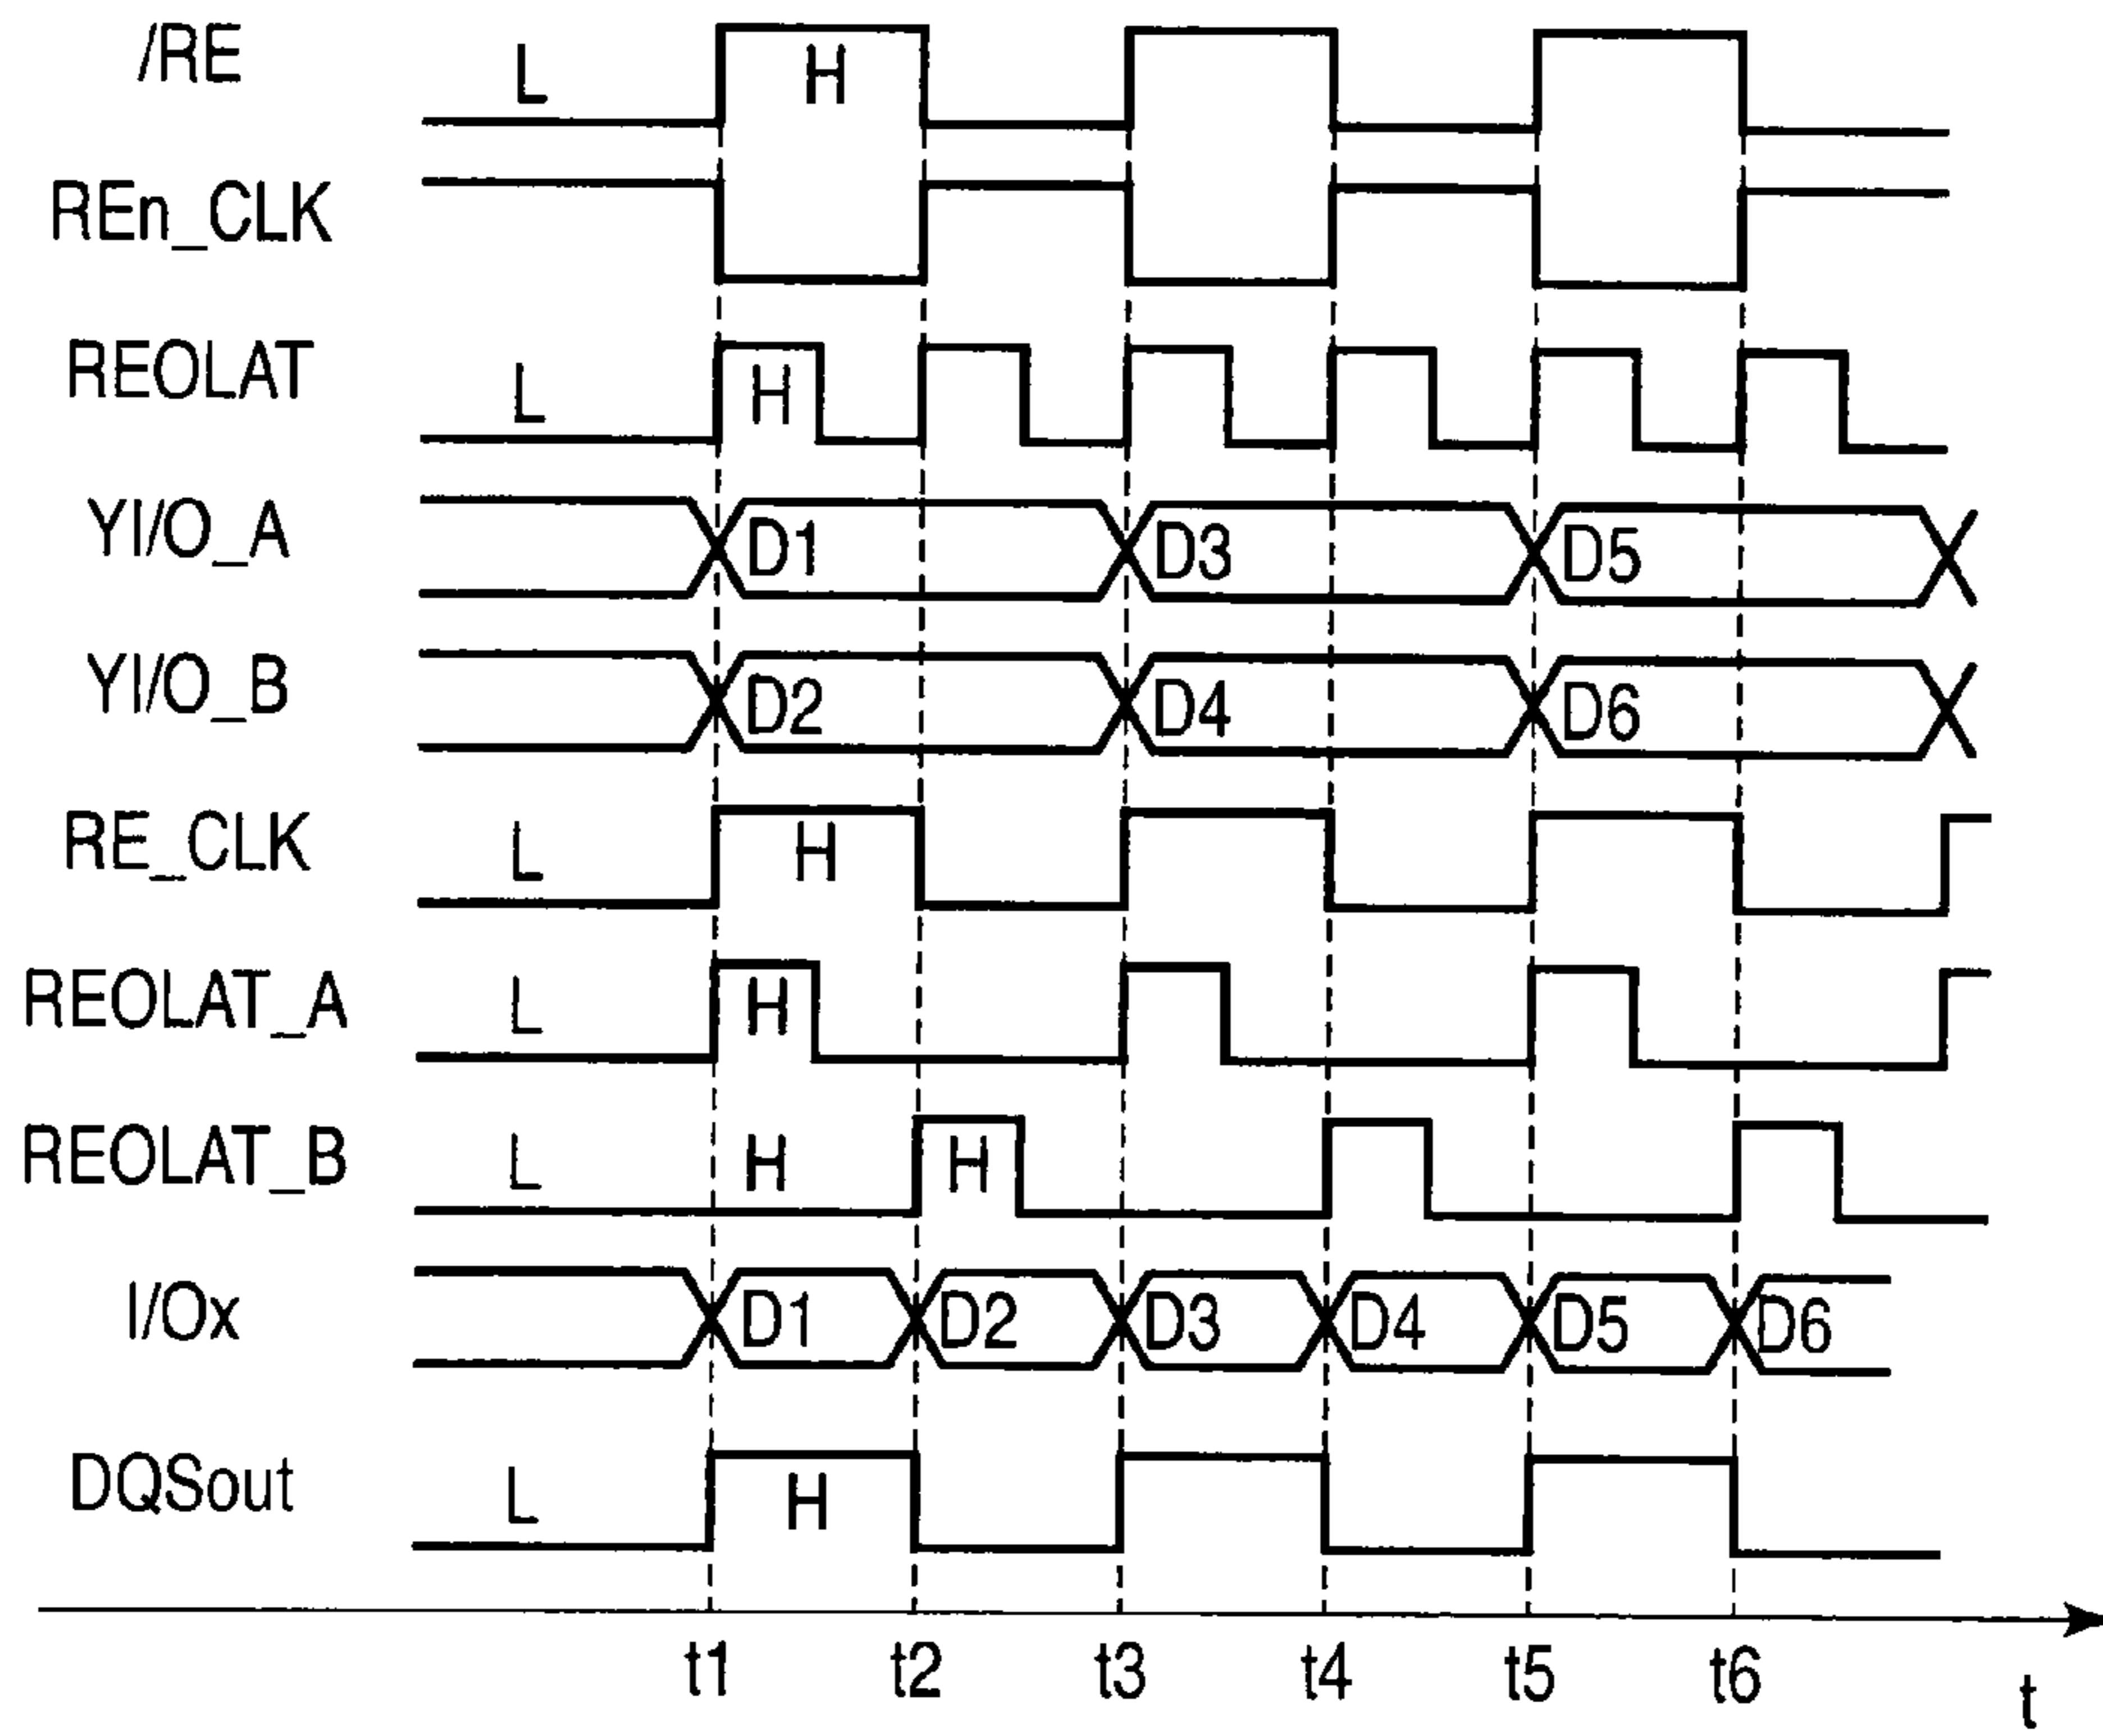 /RE L H
REn_CLK
REOLAT L H
YI/O_A D1 D3 D5
YI/O_B D2 D4 D6
RE_CLK L H
REOLAT_A L H
REOLAT_B L H H
I/Ox D1 D2 D3 D4 D5 D6
DQSout L H
t1 t2 t3 t4 t5 t6 t